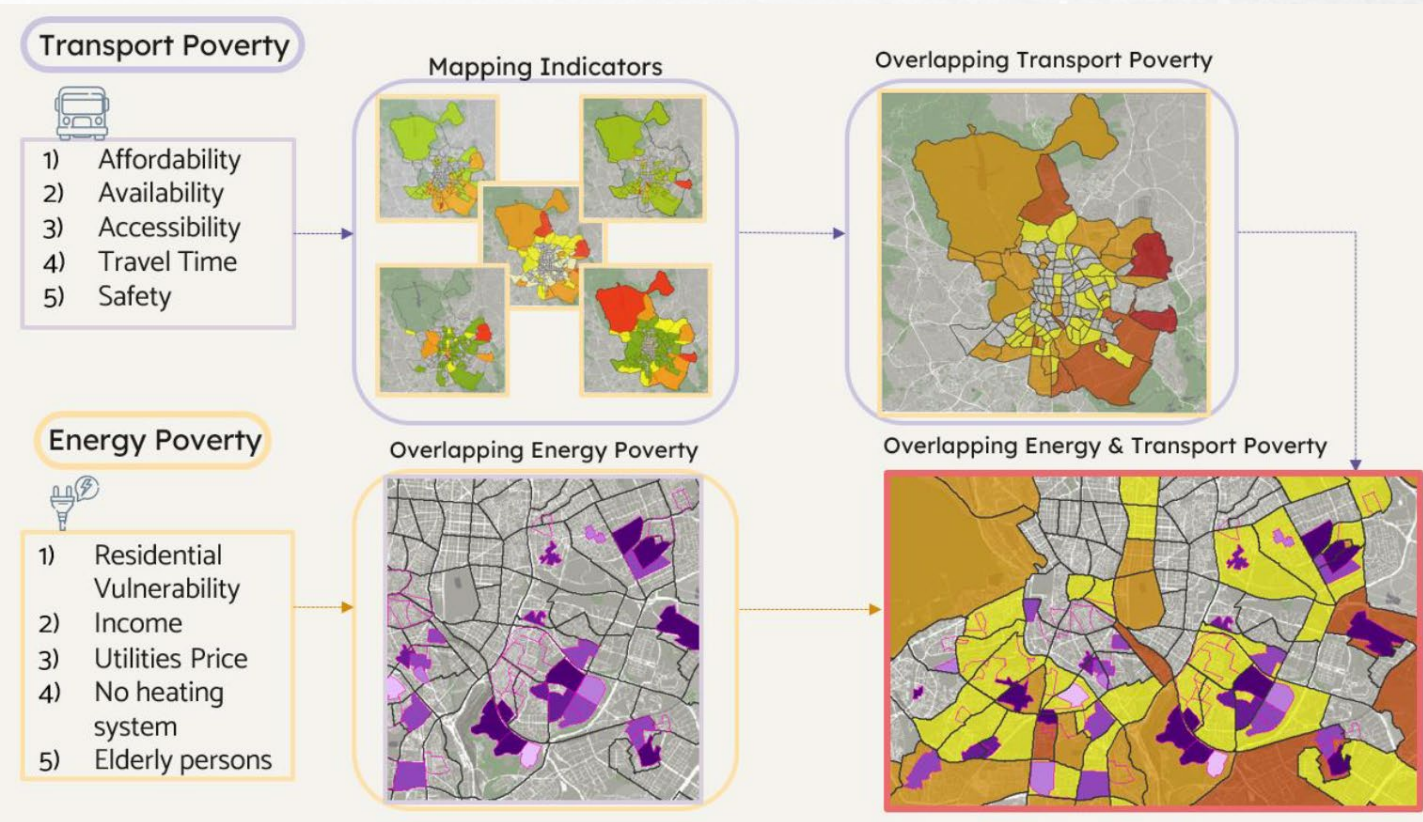 Transport Poverty
1) Affordability
2) Availability
3) Accessibility
4) Travel Time
5) Safety
Mapping Indicators
Overlapping Transport Poverty
Energy Poverty
1) Residential
Vulnerability
2) Income
3) Utilities Price
4) No heating
system
5) Elderly persons
Overlapping Energy Poverty
Overlapping Energy & Transport Poverty